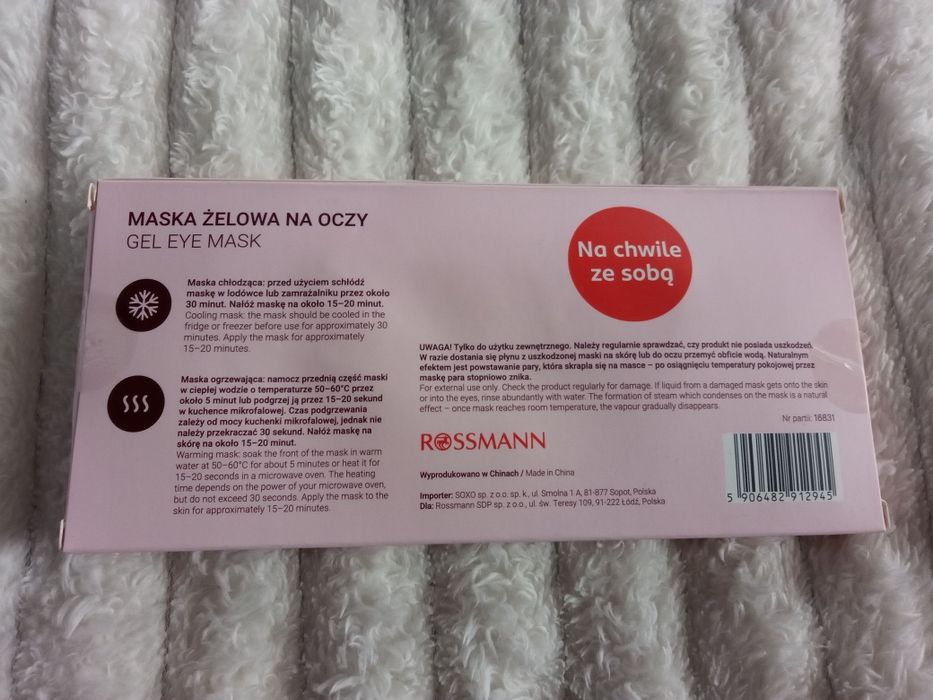 MASKA ŻELOWA NA OCZY
GEL EYE MASK
Maska chłodząca: przed użyciem schłódź
maskę w lodówce lub zamrażalniku przez około
30 minut. Nałóż maskę na około 15–20 minut.
Cooling mask: the mask should be cooled in the
fridge or freezer before use for approximately 30
minutes. Apply the mask for approximately
15–20 minutes.
Maska ogrzewająca: namocz przednią część maski
w ciepłej wodzie o temperaturze 50–60°C przez
około 5 minut lub podgrzej ją przez 15–20 sekund
w kuchence mikrofalowej. Czas podgrzewania
zależy od mocy kuchenki mikrofalowej, jednak nie
należy przekraczać 30 sekund. Nałóż maskę na
skórę na około 15–20 minut.
Warming mask: soak the front of the mask in warm
water at 50–60°C for about 5 minutes or heat it for
15–20 seconds in a microwave oven. The heating
time depends on the power of your microwave oven,
but do not exceed 30 seconds. Apply the mask to the
skin for approximately 15–20 minutes.
Na chwile
ze sobą
UWAGA! Tylko do użytku zewnętrznego. Należy regularnie sprawdzać, czy produkt nie posiada uszkodzeń.
W razie dostania się płynu z uszkodzonej maski na skórę lub do oczu przemyć obficie wodą. Naturalnym
efektem jest powstawanie pary, która skrapla się na masce – po osiągnięciu temperatury pokojowej przez
maskę para stopniowo znika.
For external use only. Check the product regularly for damage. If liquid from a damaged mask gets onto the skin
or into the eyes, rinse abundantly with water. The formation of steam which condenses on the mask is a natural
effect – once mask reaches room temperature, the vapour gradually disappears.
Nr partii: 16831
ROSSMANN
Wyprodukowano w Chinach / Made in China
Importer: SOXO sp. z o.o. sp. k., ul. Smolna 1 A, 81-877 Sopot, Polska
Dla: Rossmann SDP sp. z o.o., ul. św. Teresy 109, 91-222 Łódź, Polska
5 906482 912945